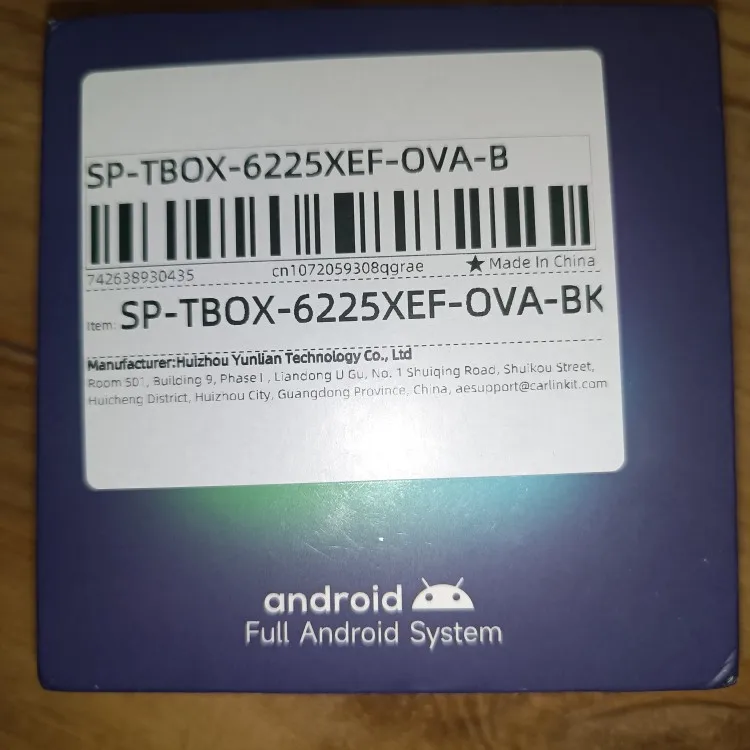 SP-TBOX-6225XEF-OVA-B
742638930435 cn1072059308qgrae ★ Made In China
Item: SP-TBOX-6225XEF-OVA-BK
Manufacturer:Huizhou Yunlian Technology Co., Ltd
Room 501, Building 9, Phase I , Liandong U Gu, No. 1 Shuiqing Road, Shuikou Street,
Huicheng District, Huizhou City, Guangdong Province, China, aesupport@carlinkit.com
android
Full Android System